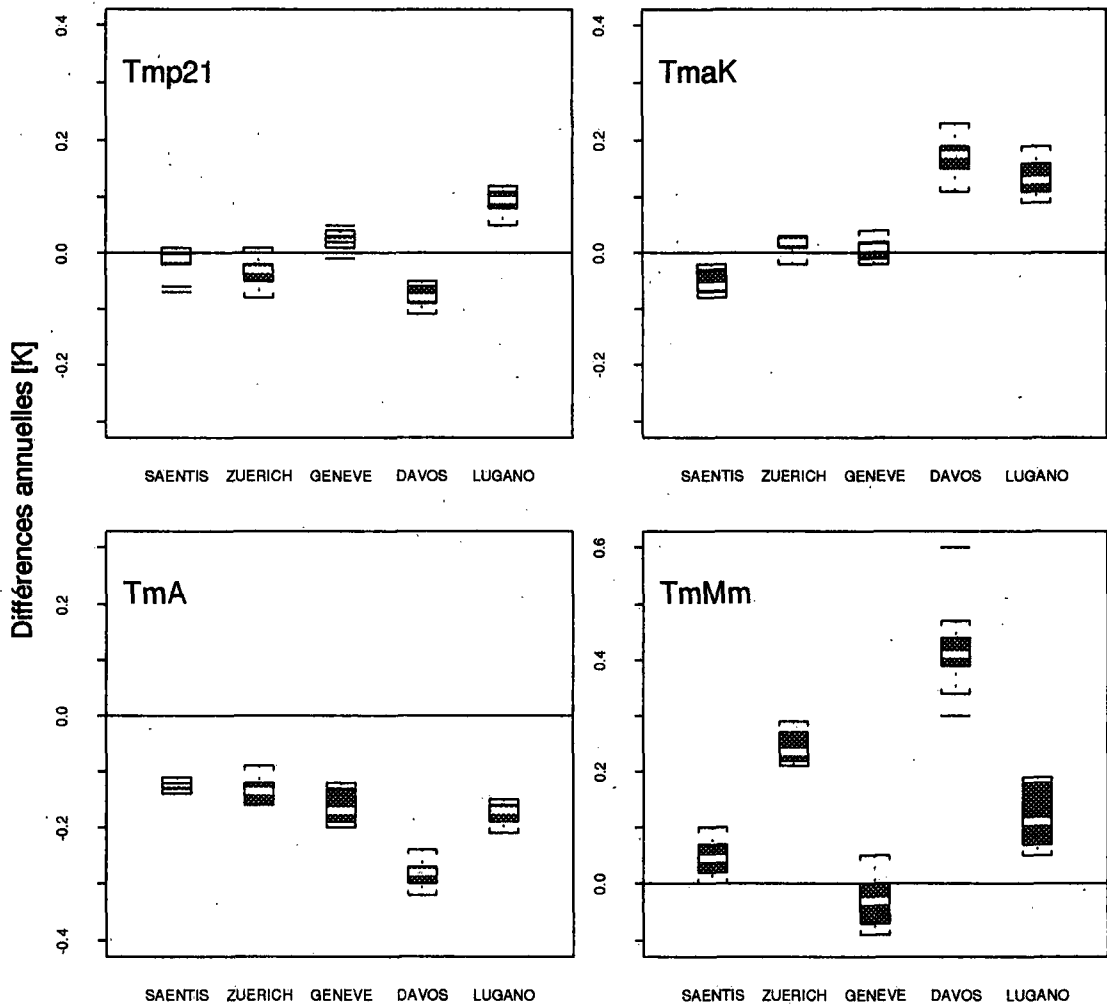 Différences annuelles [K]
Tmp21
0.4
0.2
0.0
-0.2
SAENTIS ZUERICH GENEVE DAVOS LUGANO
TmaK
0.4
0.2
0.0
-0.2
SAENTIS ZUERICH GENEVE DAVOS LUGANO
TmA
0.2
0.0
-0.2
-0.4
SAENTIS ZUERICH GENEVE DAVOS LUGANO
TmMm
0.6
0.4
0.2
0.0
SAENTIS ZUERICH GENEVE DAVOS LUGANO